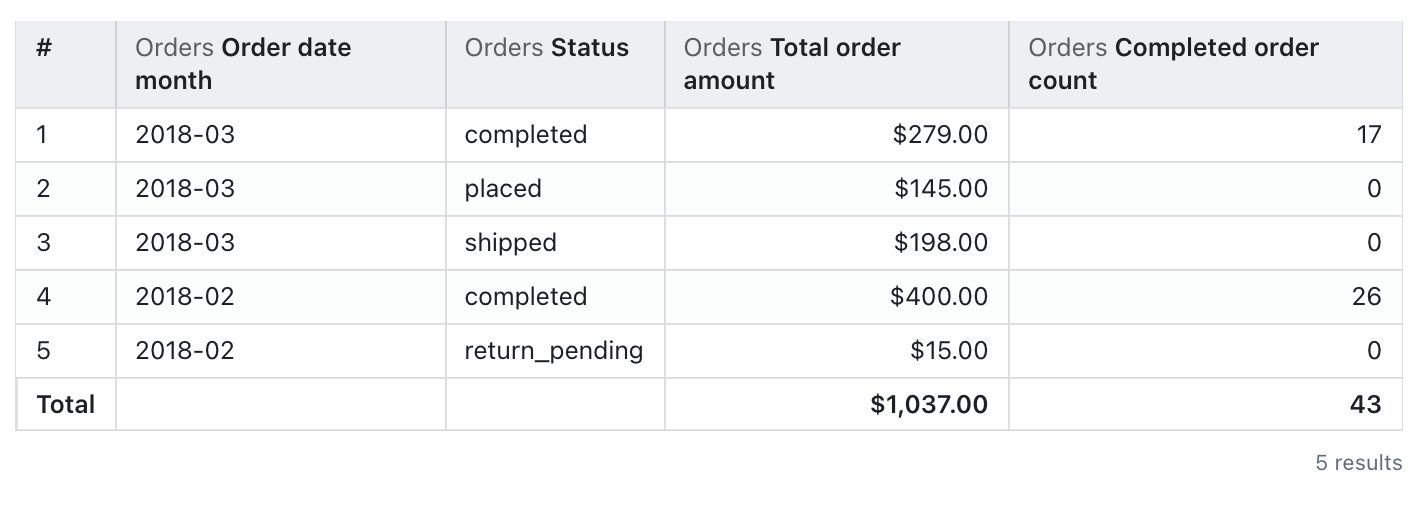 # Orders Order date month Orders Status Orders Total order amount Orders Completed order count
1 2018-03 completed $279.00 17
2 2018-03 placed $145.00 0
3 2018-03 shipped $198.00 0
4 2018-02 completed $400.00 26
5 2018-02 return_pending $15.00 0
Total $1,037.00 43
5 results